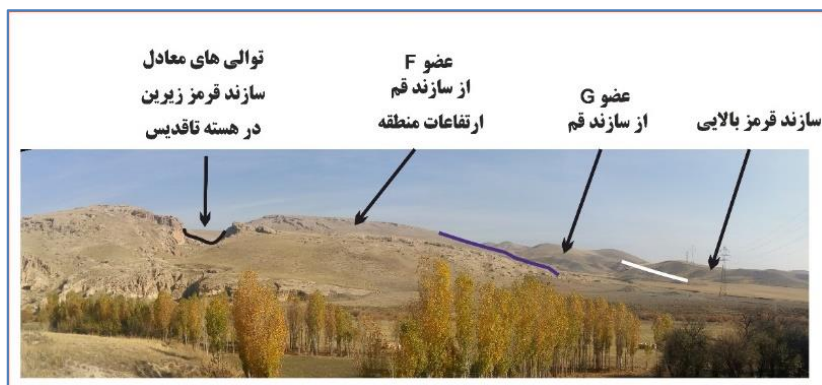 سازند قرمز بالایی
عضو G
از سازند قم
عضو F
از سازند قم
ارتفاعات منطقه
توالی های معادل
سازند قرمز زیرین
در هسته تاقدیس